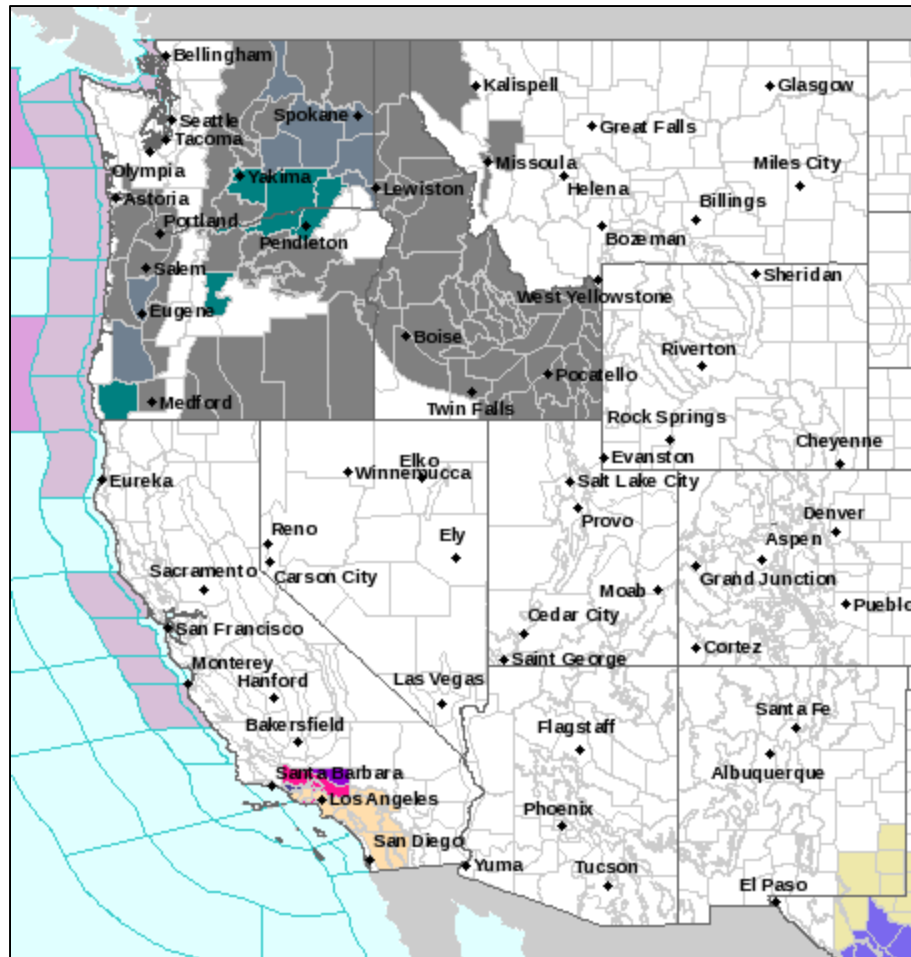 Bellingham
Kalispell
Glasgow
Spokane
Seattle
Great Falls
Tacoma
Olympia
Missoula
Miles City
Yakima
Helena
Lewiston
Astoria
Billings
Portland
Bozeman
Pendleton
Salem
Sheridan
West Yellowstone
Eugene
Boise
Riverton
Pocatello
Medford
Twin Falls
Rock Springs
Cheyenne
Elko
Evanston
Winnemucca
Eureka
Salt Lake City
Denver
Provo
Reno
Ely
Aspen
Sacramento
Carson City
Grand Junction
Moab
Pueblo
Cedar City
San Francisco
Cortez
Saint George
Monterey
Hanford
Las Vegas
Santa Fe
Bakersfield
Flagstaff
Santa Barbara
Albuquerque
Los Angeles
Phoenix
San Diego
Yuma
Tucson
El Paso